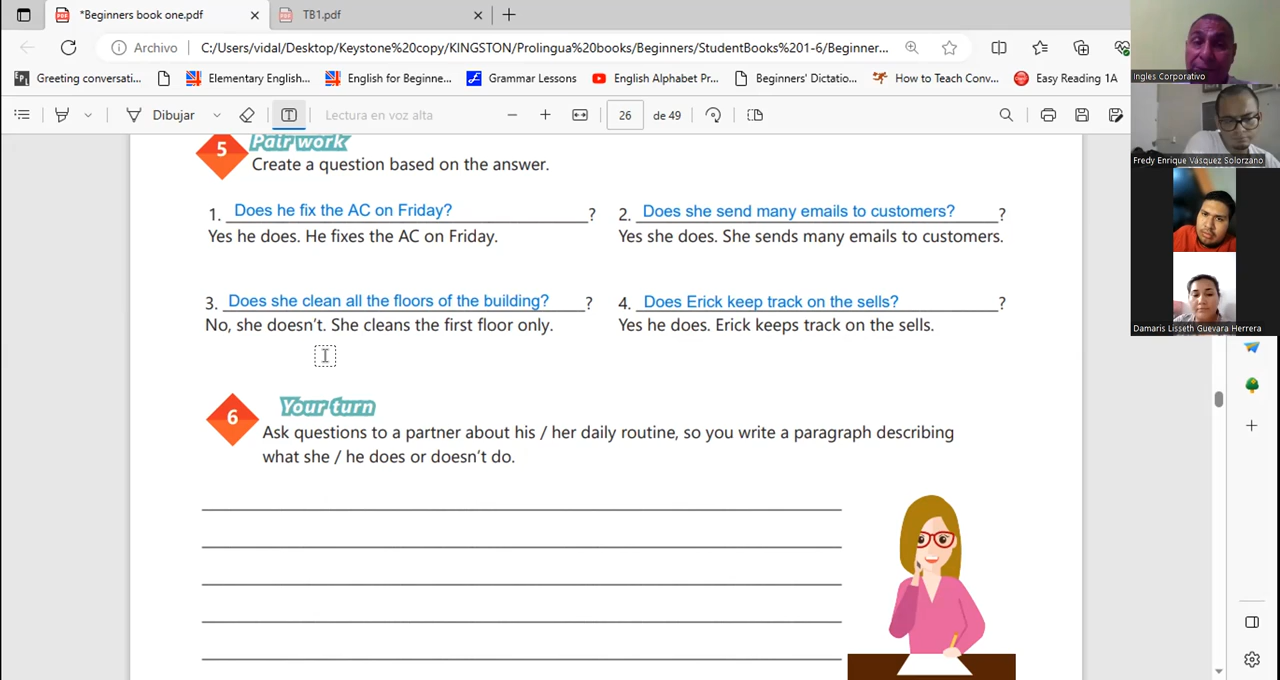 *Beginners book one.pdf
TB1.pdf
Archivo
C:/Users/vidal/Desktop/Keystone%20copy/KINGSTON/Prolingua%20books/Beginners/StudentBooks%201-6/Beginner...
Greeting conversati...
Elementary English...
English for Beginne...
Grammar Lessons
English Alphabet Pr...
Beginners' Dictatio...
How to Teach Conv...
Easy Reading 1A
Dibujar
Lectura en voz alta
26
de 49
Ingles Corporativo
Fredy Enrique Vásquez Solorzano
Damaris Lisseth Guevara Herrera
5 Pair work
Create a question based on the answer.
1. Does he fix the AC on Friday? ?
Yes he does. He fixes the AC on Friday.
2. Does she send many emails to customers? ?
Yes she does. She sends many emails to customers.
3. Does she clean all the floors of the building? ?
No, she doesn't. She cleans the first floor only.
4. Does Erick keep track on the sells? ?
Yes he does. Erick keeps track on the sells.
6 Your turn
Ask questions to a partner about his / her daily routine, so you write a paragraph describing
what she / he does or doesn't do.